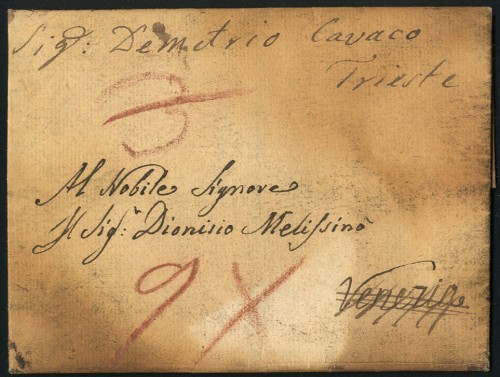 Sig.r Demetrio Cavaco
Trieste
3
Al Nobile Signore
Il Sig.r Dionisio Melissinò
Venezia
9 X